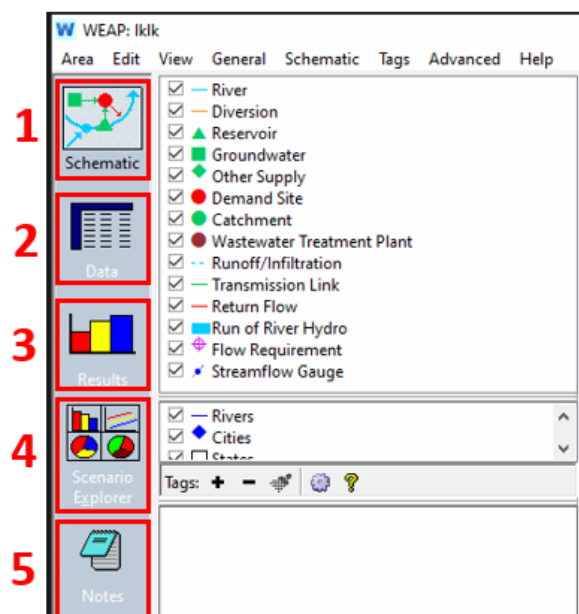 WEAP: lklk
Area Edit View General Schematic Tags Advanced Help
1
Schematic
2
Data
3
Results
4
Scenario
Explorer
5
Notes
River
Diversion
Reservoir
Groundwater
Other Supply
Demand Site
Catchment
Wastewater Treatment Plant
Runoff/Infiltration
Transmission Link
Return Flow
Run of River Hydro
Flow Requirement
Streamflow Gauge
Rivers
Cities
States
Tags: